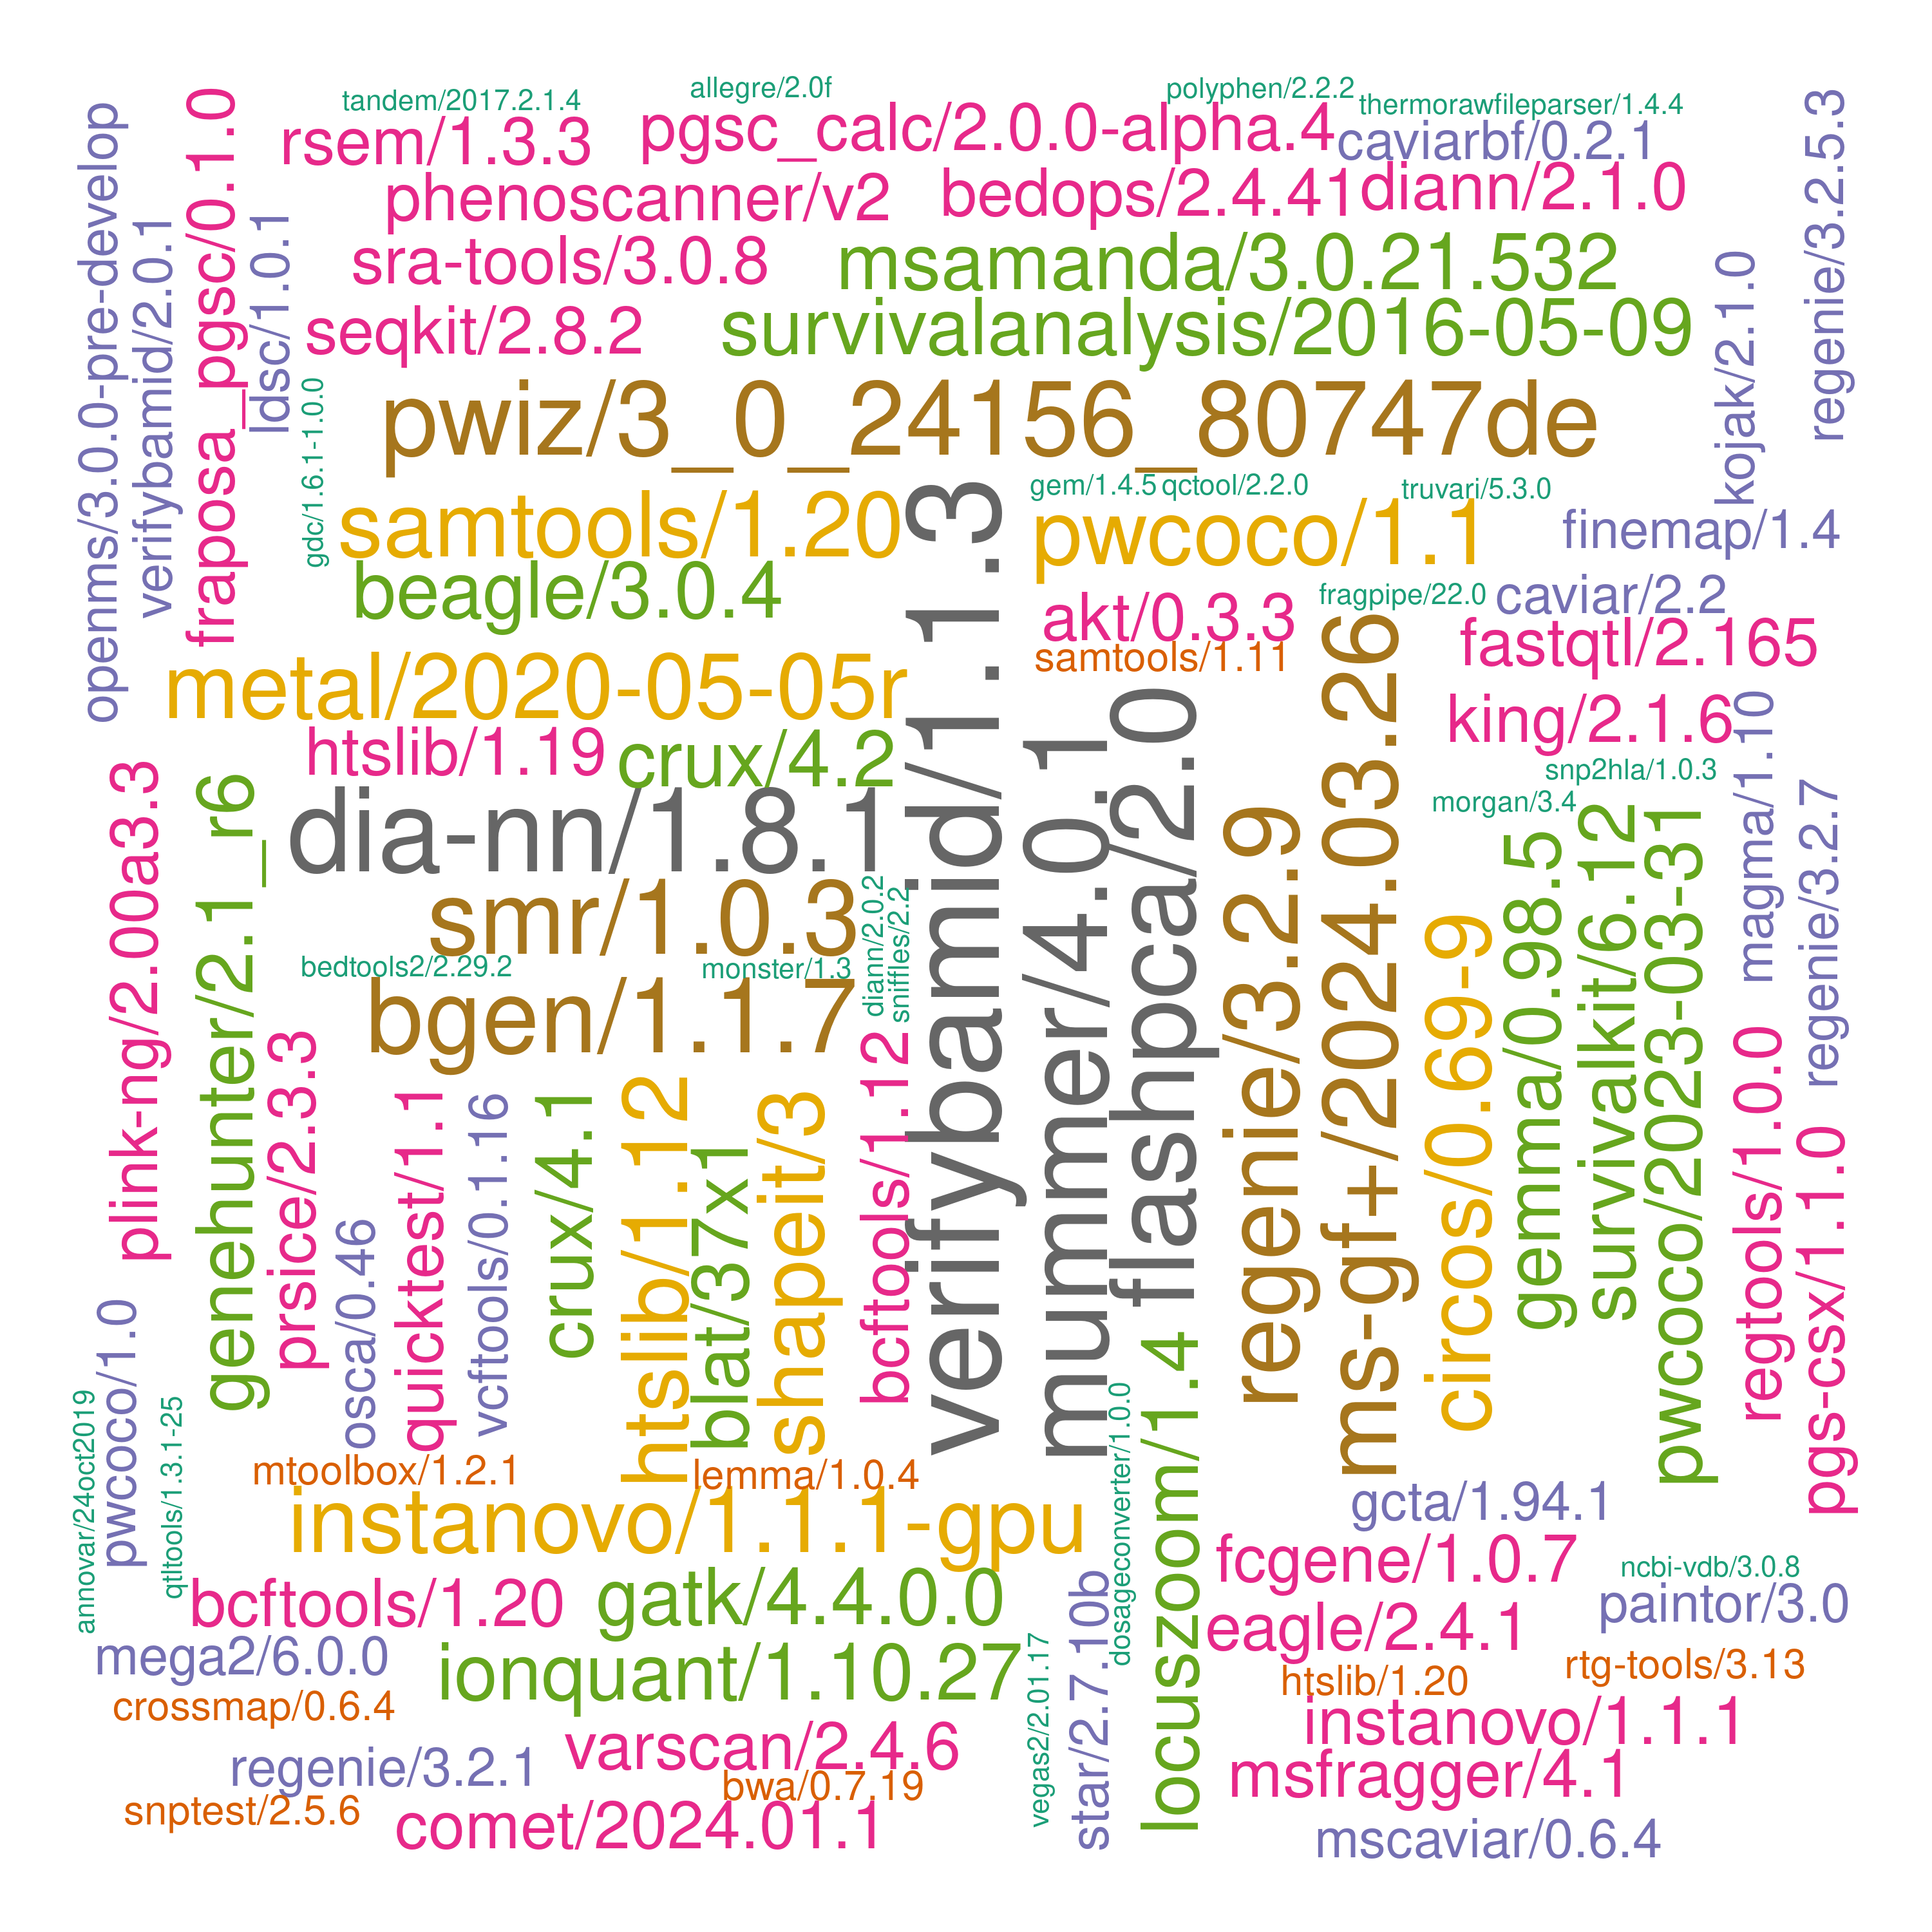 tandem/2017.2.1.4
allegre/2.0f
polyphen/2.2.2
thermorawfileparser/1.4.4
rsem/1.3.3
pgsc_calc/2.0.0-alpha.4
caviarbf/0.2.1
phenoscanner/v2
bedops/2.4.41
diann/2.1.0
sra-tools/3.0.8
msamanda/3.0.21.532
seqkit/2.8.2
survivalanalysis/2016-05-09
openms/3.0.0-pre-develop
verifybamid/2.0.1
fraposa_pgsc/0.1.0
ldsc/1.0.1
gdc/1.6.1-1.0.0
kojak/2.1.0
regenie/3.2.5.3
pwiz/3_0_24156_80747de
samtools/1.20
gem/1.4.5
qctool/2.2.0
truvari/5.3.0
pwcoco/1.1
finemap/1.4
beagle/3.0.4
akt/0.3.3
fragpipe/22.0
caviar/2.2
samtools/1.11
fastqtl/2.165
metal/2020-05-05r
king/2.1.6
htslib/1.19
crux/4.2
snp2hla/1.0.3
morgan/3.4
dia-nn/1.8.1
smr/1.0.3
bedtools2/2.29.2
monster/1.3
diann/2.0.2
sniffles/2.2
bgen/1.1.7
verifybamid/1.1.3
mummer/4.0.1
flashpca/2.0
regenie/3.2.9
ms-gf+/2024.03.26
circos/0.69-9
gemma/0.98.5
survivalkit/6.12
pwcoco/2023-03-31
magma/1.10
regenie/3.2.7
regtools/1.0.0
pgs-csx/1.1.0
plink-ng/2.00a3.3
genehunter/2.1_r6
prsice/2.3.3
osca/0.46
quicktest/1.1
vcftools/0.1.16
crux/4.1
htslib/1.12
blat/37x1
shapeit/3
bcftools/1.12
annovar/24oct2019
pwcoco/1.0
qtltools/1.3.1-25
mtoolbox/1.2.1
lemma/1.0.4
instanovo/1.1.1-gpu
dosageconverter/1.0.0
locuszoom/1.4
gcta/1.94.1
fcgene/1.0.7
ncbi-vdb/3.0.8
bcftools/1.20
gatk/4.4.0.0
eagle/2.4.1
paintor/3.0
mega2/6.0.0
ionquant/1.10.27
vegas2/2.01.17
star/2.7.10b
htslib/1.20
rtg-tools/3.13
crossmap/0.6.4
instanovo/1.1.1
varscan/2.4.6
regenie/3.2.1
bwa/0.7.19
msfragger/4.1
snptest/2.5.6
comet/2024.01.1
mscaviar/0.6.4